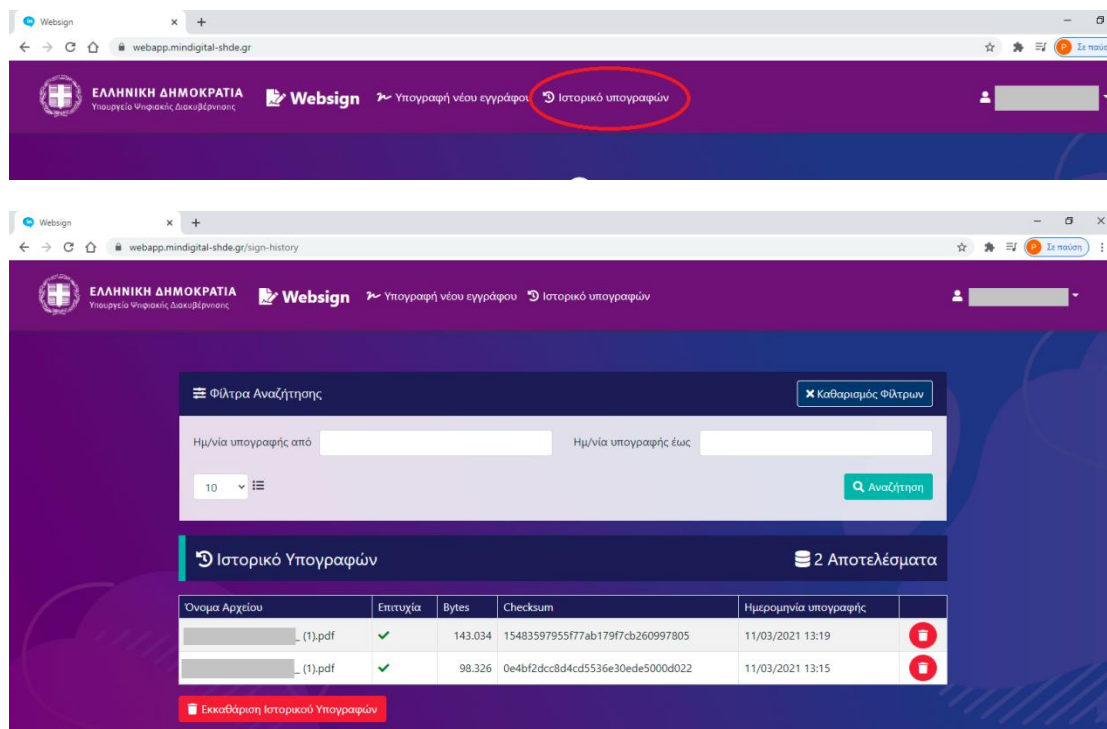 Websign
webapp.mindigital-shde.gr
Σε παύσ
ΕΛΛΗΝΙΚΗ ΔΗΜΟΚΡΑΤΙΑ
Υπουργείο Ψηφιακής Διακυβέρνησης
Websign
Υπογραφή νέου εγγράφου
Ιστορικό υπογραφών
Websign
webapp.mindigital-shde.gr/sign-history
Σε παύση
ΕΛΛΗΝΙΚΗ ΔΗΜΟΚΡΑΤΙΑ
Υπουργείο Ψηφιακής Διακυβέρνησης
Websign
Υπογραφή νέου εγγράφου
Ιστορικό υπογραφών
Φίλτρα Αναζήτησης
Καθαρισμός Φίλτρων
Ημ/νία υπογραφής από
Ημ/νία υπογραφής έως
10
Αναζήτηση
Ιστορικό Υπογραφών
2 Αποτελέσματα
Όνομα Αρχείου Επιτυχία Bytes Checksum Ημερομηνία υπογραφής
_ (1).pdf 143.034 15483597955f77ab179f7cb260997805 11/03/2021 13:19
_ (1).pdf 98.326 0e4bf2dcc8d4cd5536e30ede5000d022 11/03/2021 13:15
Εκκαθάριση Ιστορικού Υπογραφών